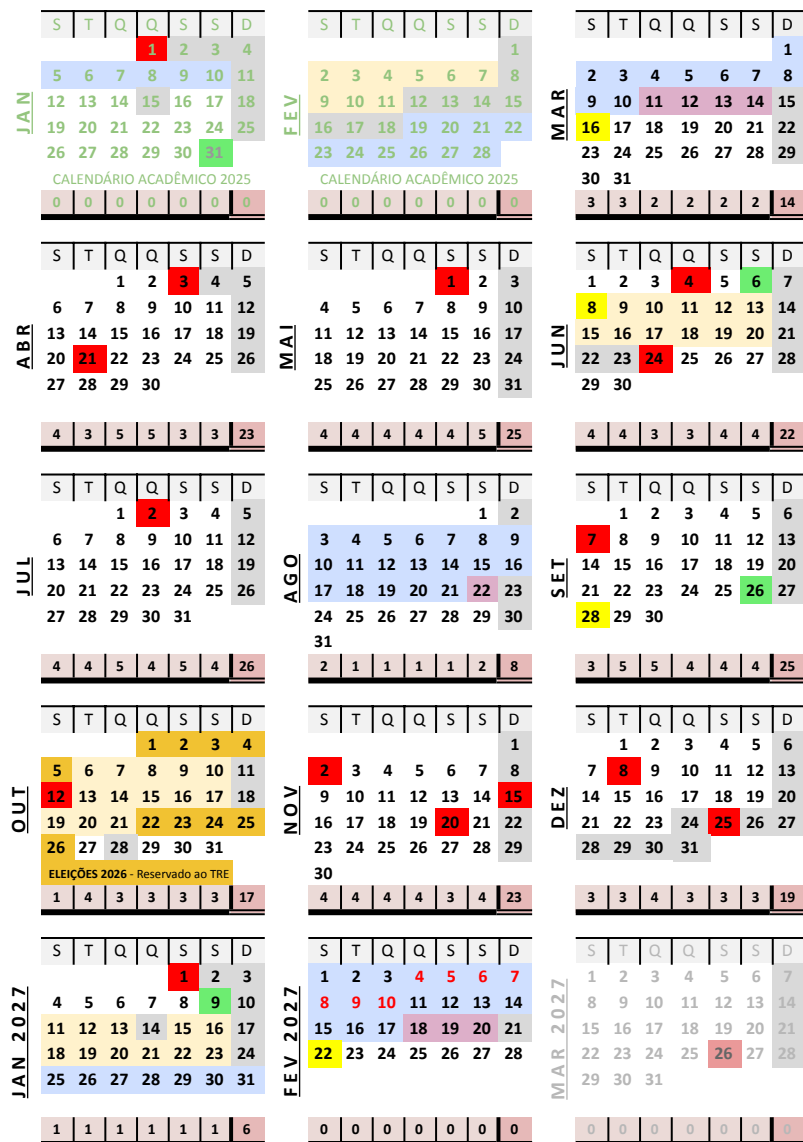 S T Q Q S S D
1 2 3 4
5 6 7 8 9 10 11
12 13 14 15 16 17 18
19 20 21 22 23 24 25
26 27 28 29 30 31
JAN
CALENDÁRIO ACADÊMICO 2025
0 0 0 0 0 0 0
S T Q Q S S D
1
2 3 4 5 6 7 8
9 10 11 12 13 14 15
16 17 18 19 20 21 22
23 24 25 26 27 28
FEV
CALENDÁRIO ACADÊMICO 2025
0 0 0 0 0 0 0
S T Q Q S S D
1
2 3 4 5 6 7 8
9 10 11 12 13 14 15
16 17 18 19 20 21 22
23 24 25 26 27 28 29
30 31
MAR
3 3 2 2 2 2 14
S T Q Q S S D
1 2 3 4 5
6 7 8 9 10 11 12
13 14 15 16 17 18 19
20 21 22 23 24 25 26
27 28 29 30
ABR
4 3 5 5 3 3 23
S T Q Q S S D
1 2 3
4 5 6 7 8 9 10
11 12 13 14 15 16 17
18 19 20 21 22 23 24
25 26 27 28 29 30 31
MAI
4 4 4 4 4 5 25
S T Q Q S S D
1 2 3 4 5 6 7
8 9 10 11 12 13 14
15 16 17 18 19 20 21
22 23 24 25 26 27 28
29 30
JUN
4 4 3 3 4 4 22
S T Q Q S S D
1 2 3 4 5
6 7 8 9 10 11 12
13 14 15 16 17 18 19
20 21 22 23 24 25 26
27 28 29 30 31
JUL
4 4 5 4 5 4 26
S T Q Q S S D
1 2
3 4 5 6 7 8 9
10 11 12 13 14 15 16
17 18 19 20 21 22 23
24 25 26 27 28 29 30
31
AGO
2 1 1 1 1 2 8
S T Q Q S S D
1 2 3 4 5 6
7 8 9 10 11 12 13
14 15 16 17 18 19 20
21 22 23 24 25 26 27
28 29 30
SET
3 5 5 4 4 4 25
S T Q Q S S D
1 2 3 4
5 6 7 8 9 10 11
12 13 14 15 16 17 18
19 20 21 22 23 24 25
26 27 28 29 30 31
OUT
ELEIÇÕES 2026 - Reservado ao TRE
1 4 3 3 3 3 17
S T Q Q S S D
1
2 3 4 5 6 7 8
9 10 11 12 13 14 15
16 17 18 19 20 21 22
23 24 25 26 27 28 29
30
NOV
4 4 4 4 3 4 23
S T Q Q S S D
1 2 3 4 5 6
7 8 9 10 11 12 13
14 15 16 17 18 19 20
21 22 23 24 25 26 27
28 29 30 31
DEZ
3 3 4 3 3 3 19
S T Q Q S S D
1 2 3
4 5 6 7 8 9 10
11 12 13 14 15 16 17
18 19 20 21 22 23 24
25 26 27 28 29 30 31
JAN 2027
1 1 1 1 1 1 6
S T Q Q S S D
1 2 3 4 5 6 7
8 9 10 11 12 13 14
15 16 17 18 19 20 21
22 23 24 25 26 27 28
FEV 2027
0 0 0 0 0 0 0
S T Q Q S S D
1 2 3 4 5 6 7
8 9 10 11 12 13 14
15 16 17 18 19 20 21
22 23 24 25 26 27 28
29 30 31
MAR 2027
0 0 0 0 0 0 0